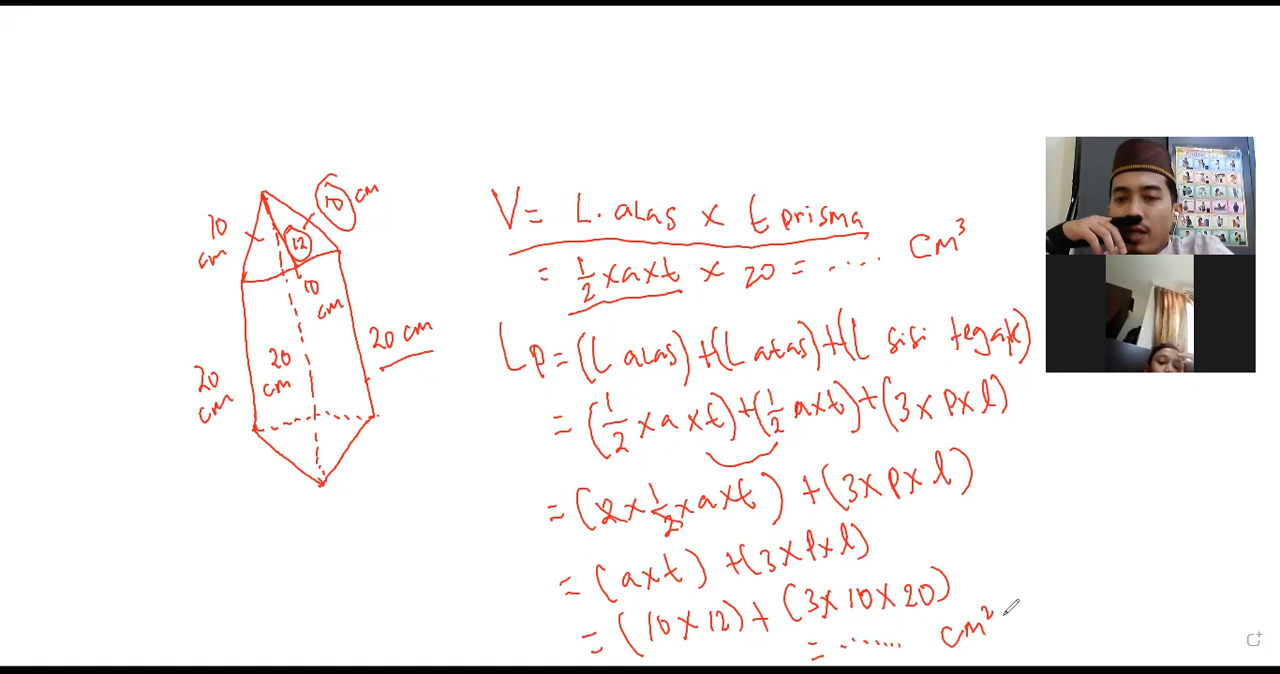 10 cm
10 cm
12
10 cm
20 cm
20 cm
20 cm
V = L. alas x t prisma
= 1/2 x a x t x 20 = ..... cm³
Lp = (L alas) + (L atas) + (L sisi tegak)
= (1/2 x a x t) + (1/2 a x t) + (3 x p x l)
= (2 x 1/2 x a x t) + (3 x p x l)
= (a x t) + (3 x p x l)
= (10 x 12) + (3 x 10 x 20)
= ....... cm²